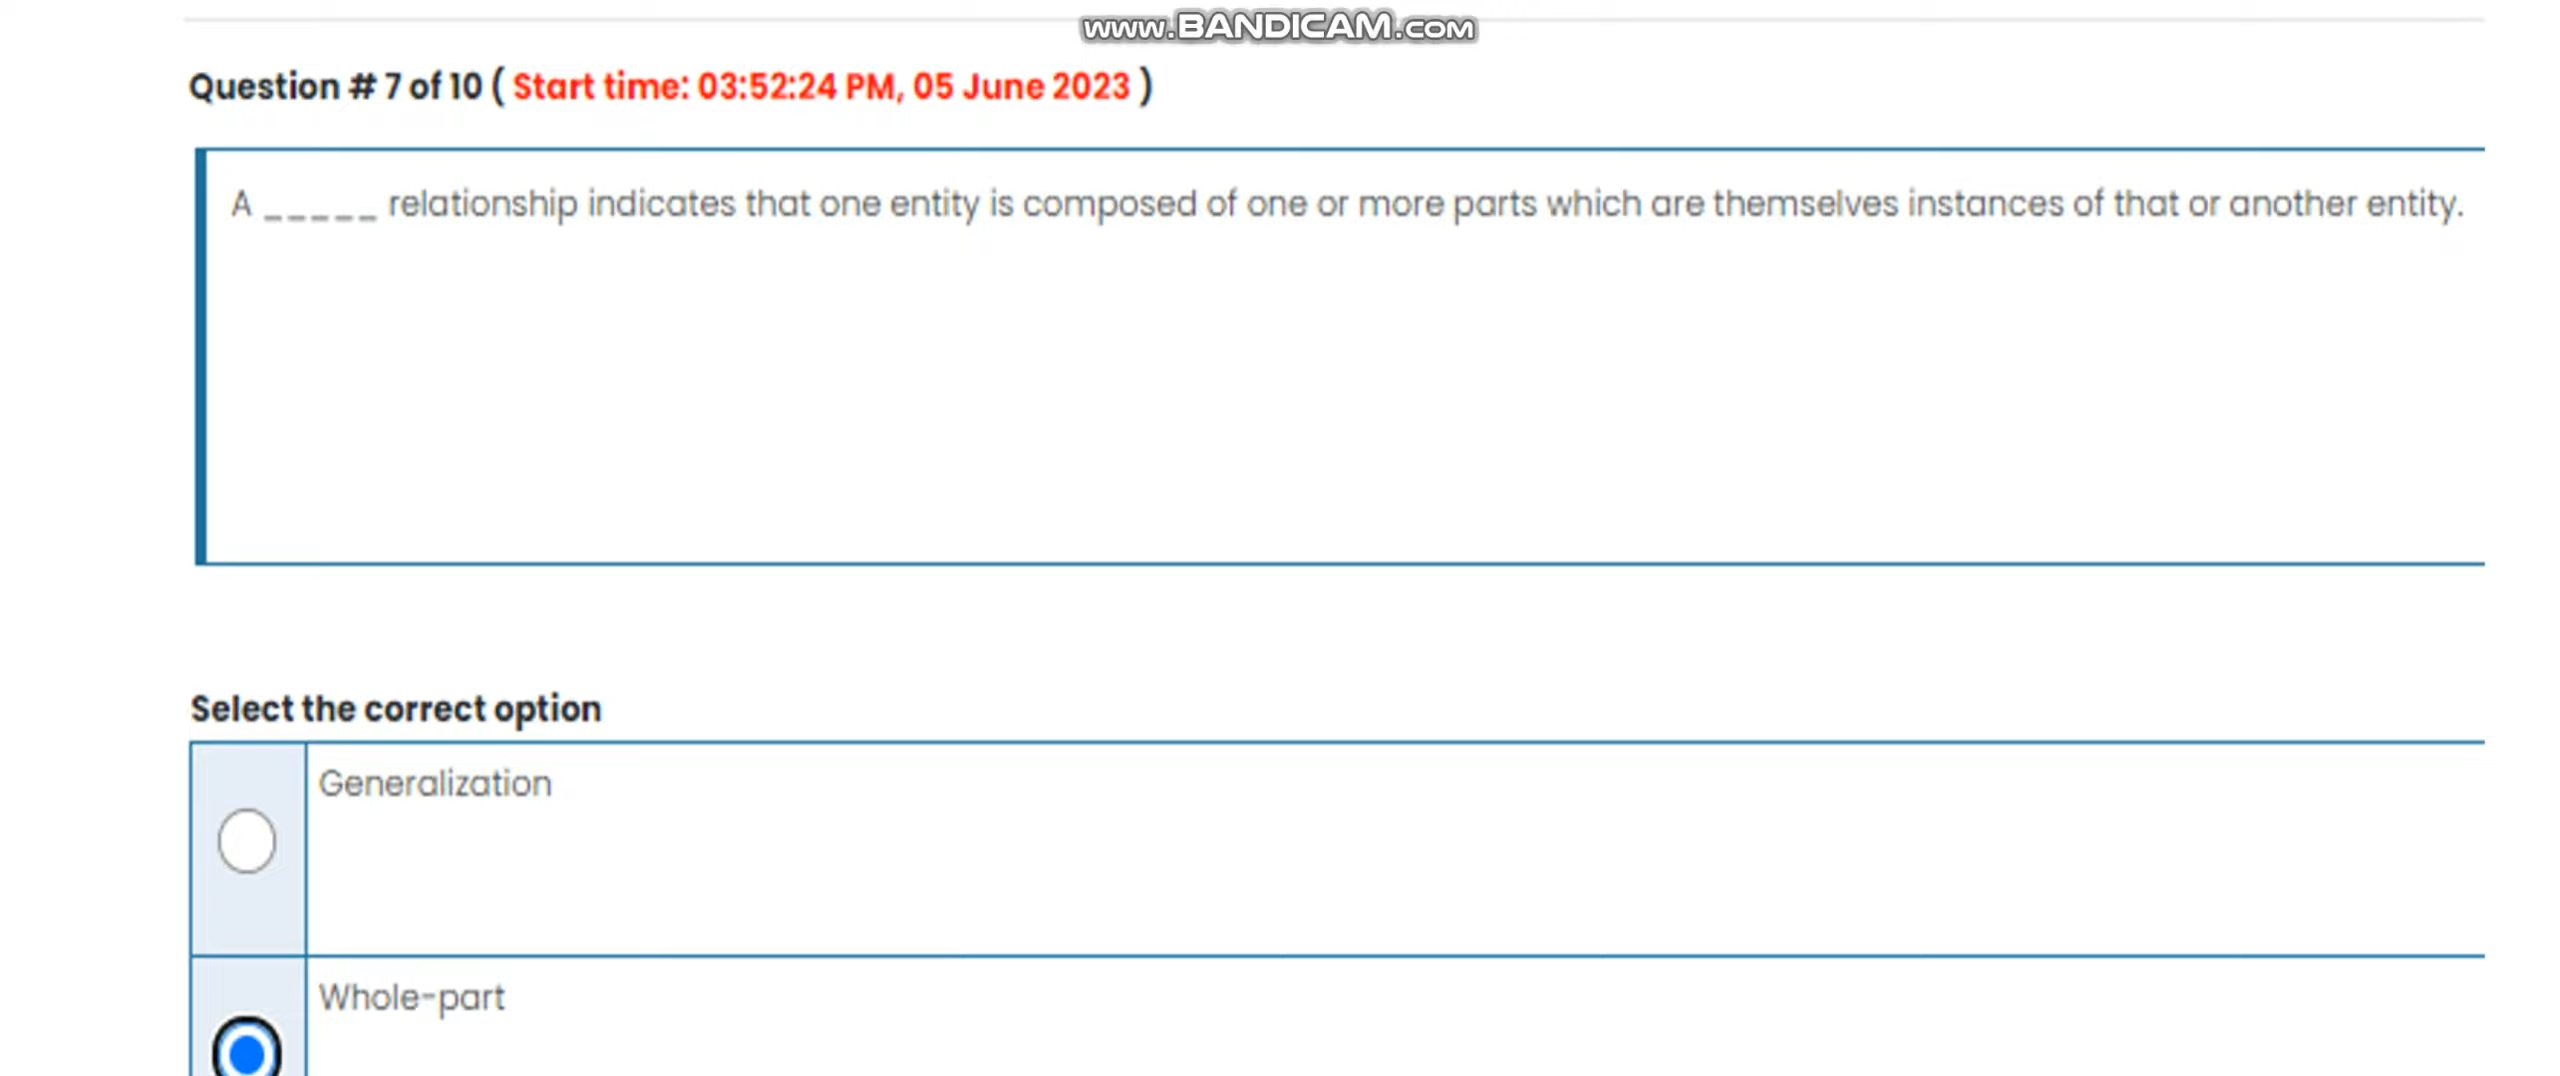 www.BANDICAM.com
Question # 7 of 10 ( Start time: 03:52:24 PM, 05 June 2023 )
A _____ relationship indicates that one entity is composed of one or more parts which are themselves instances of that or another entity.
Select the correct option
Generalization
Whole-part